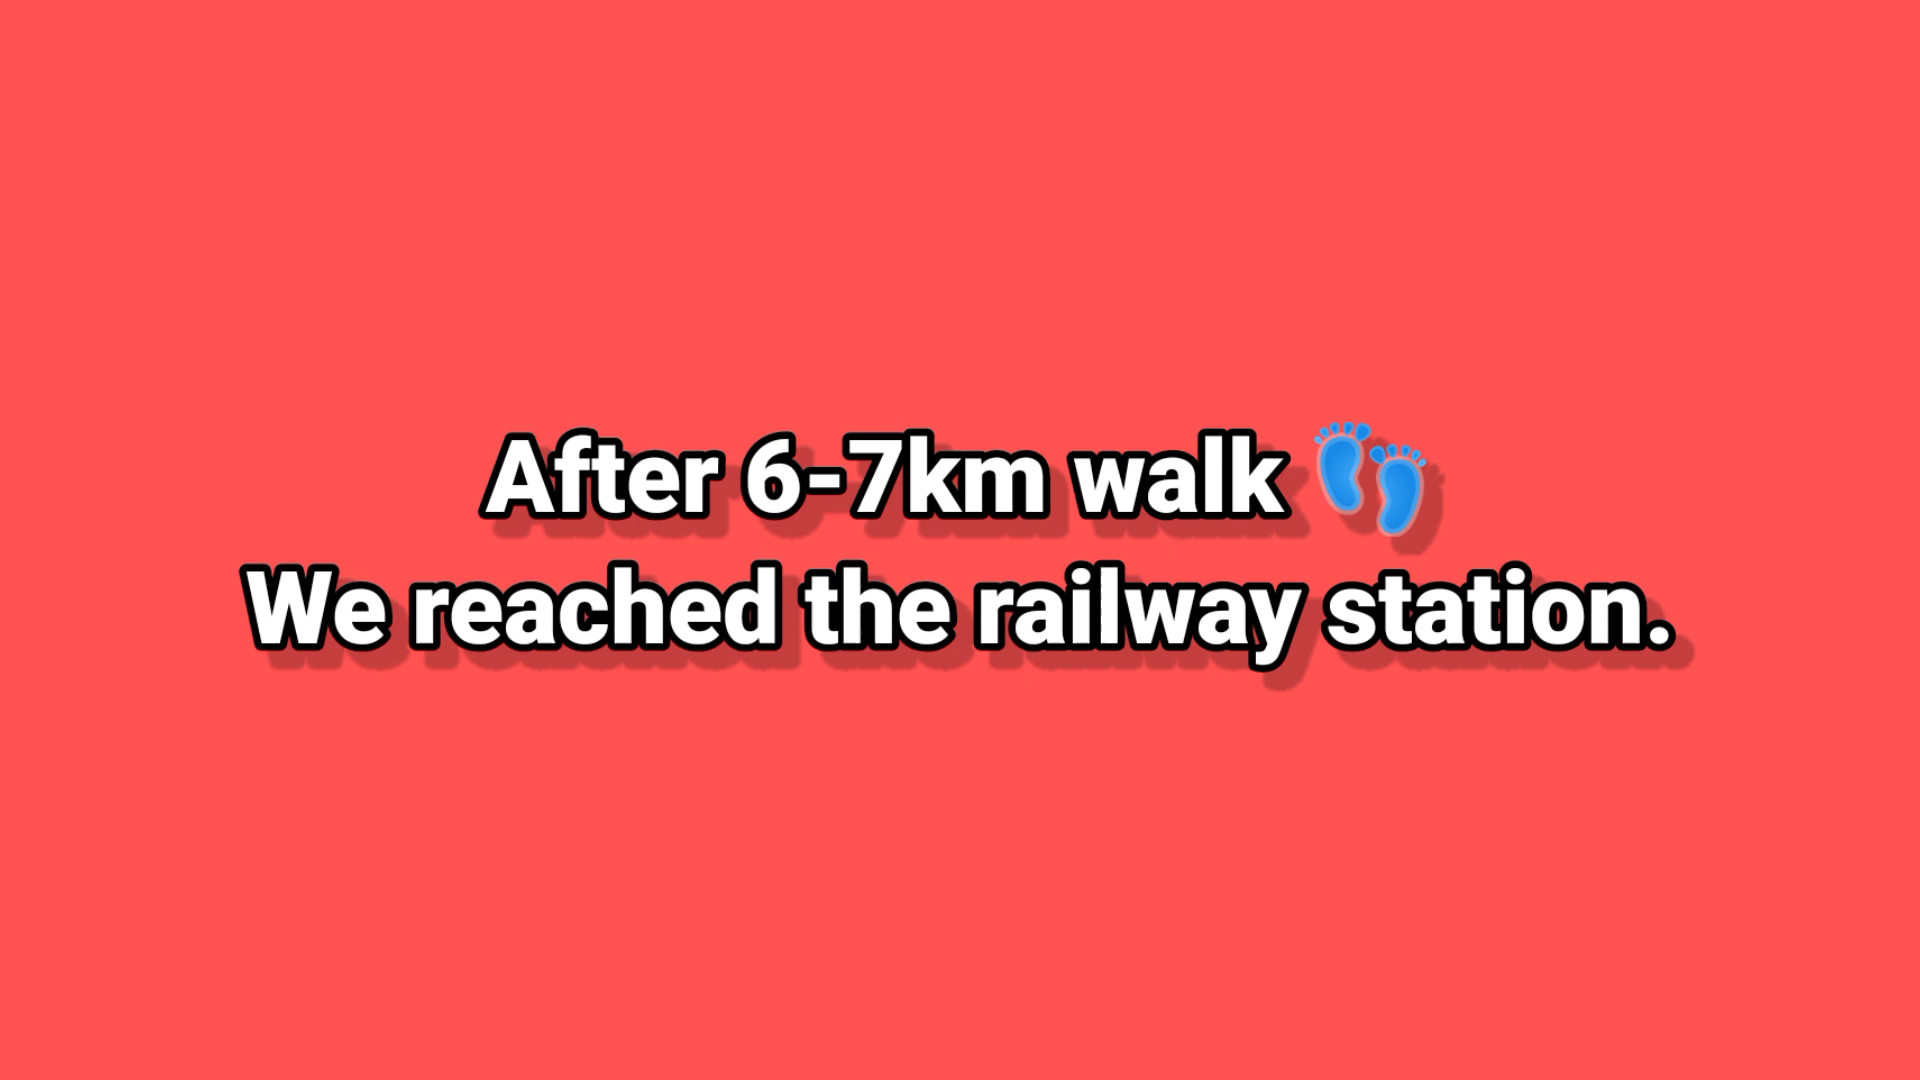 After 6-7km walk 👣
We reached the railway station.